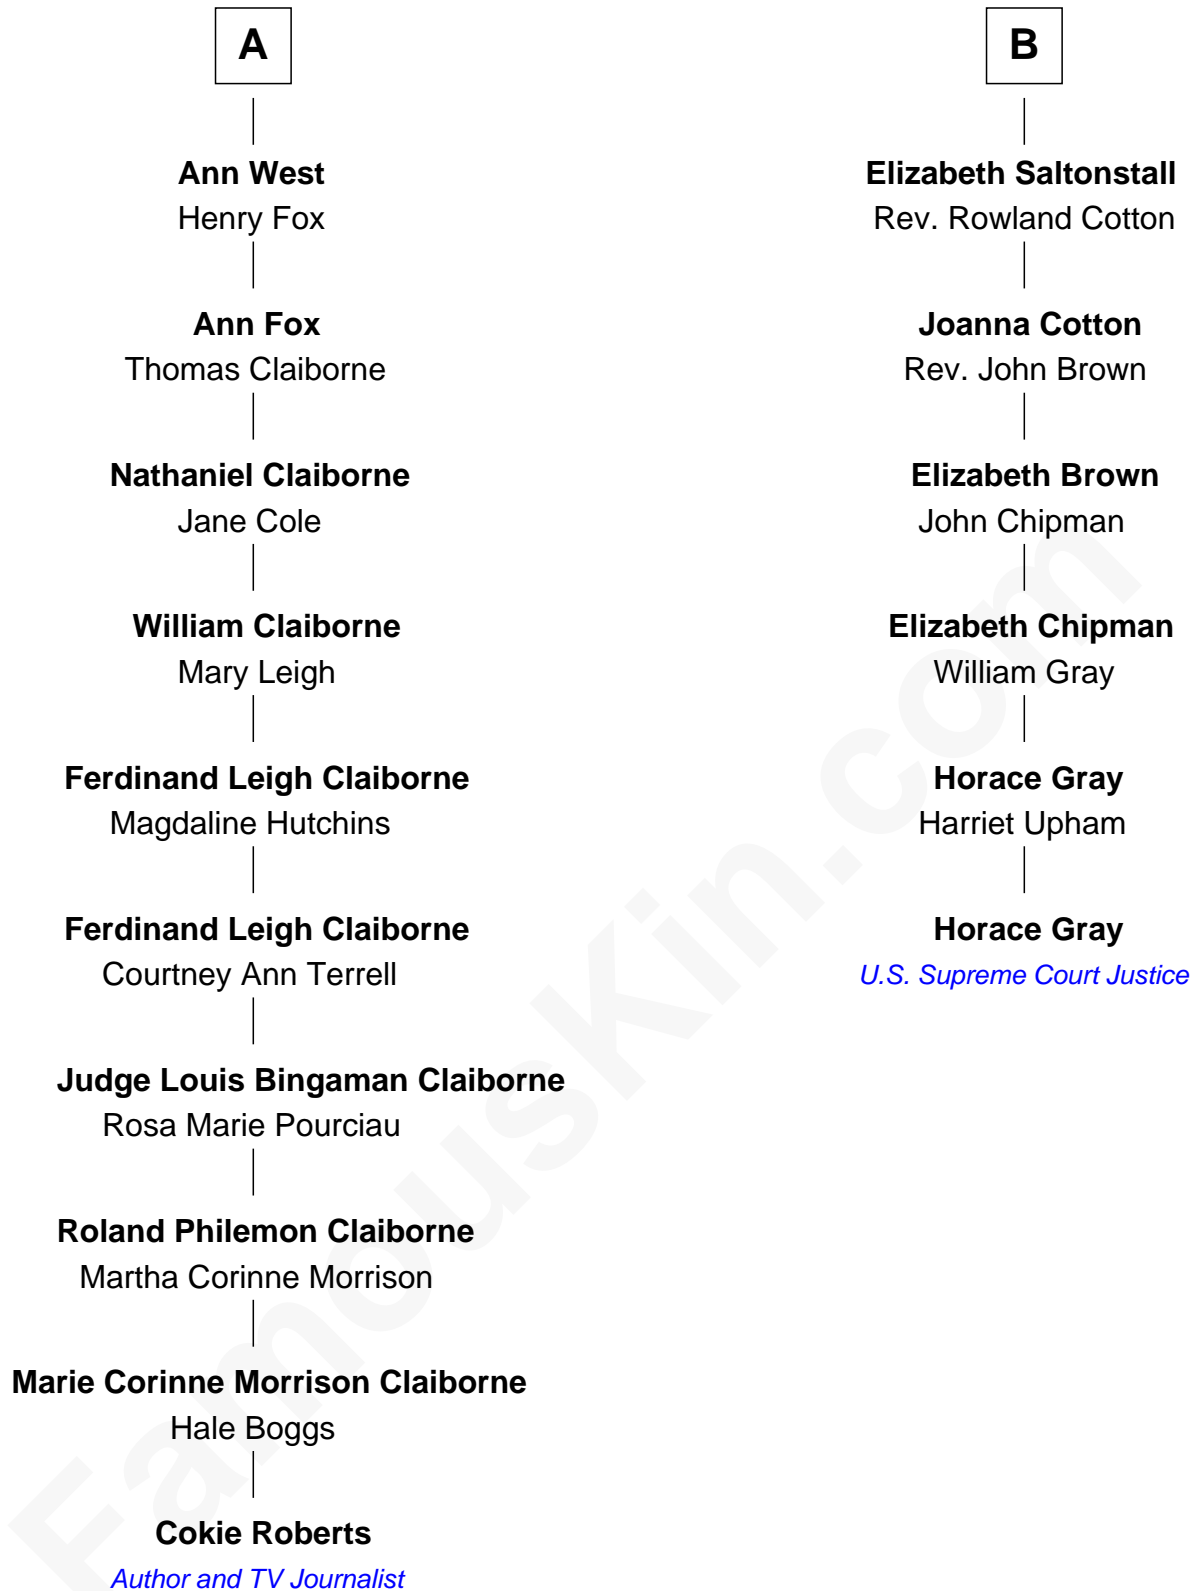 A
Ann West
Henry Fox
Ann Fox
Thomas Claiborne
Nathaniel Claiborne
Jane Cole
William Claiborne
Mary Leigh
Ferdinand Leigh Claiborne
Magdaline Hutchins
Ferdinand Leigh Claiborne
Courtney Ann Terrell
Judge Louis Bingaman Claiborne
Rosa Marie Pourciau
Roland Philemon Claiborne
Martha Corinne Morrison
Marie Corinne Morrison Claiborne
Hale Boggs
Cokie Roberts
Author and TV Journalist
B
Elizabeth Saltonstall
Rev. Rowland Cotton
Joanna Cotton
Rev. John Brown
Elizabeth Brown
John Chipman
Elizabeth Chipman
William Gray
Horace Gray
Harriet Upham
Horace Gray
U.S. Supreme Court Justice
FamousKin.com